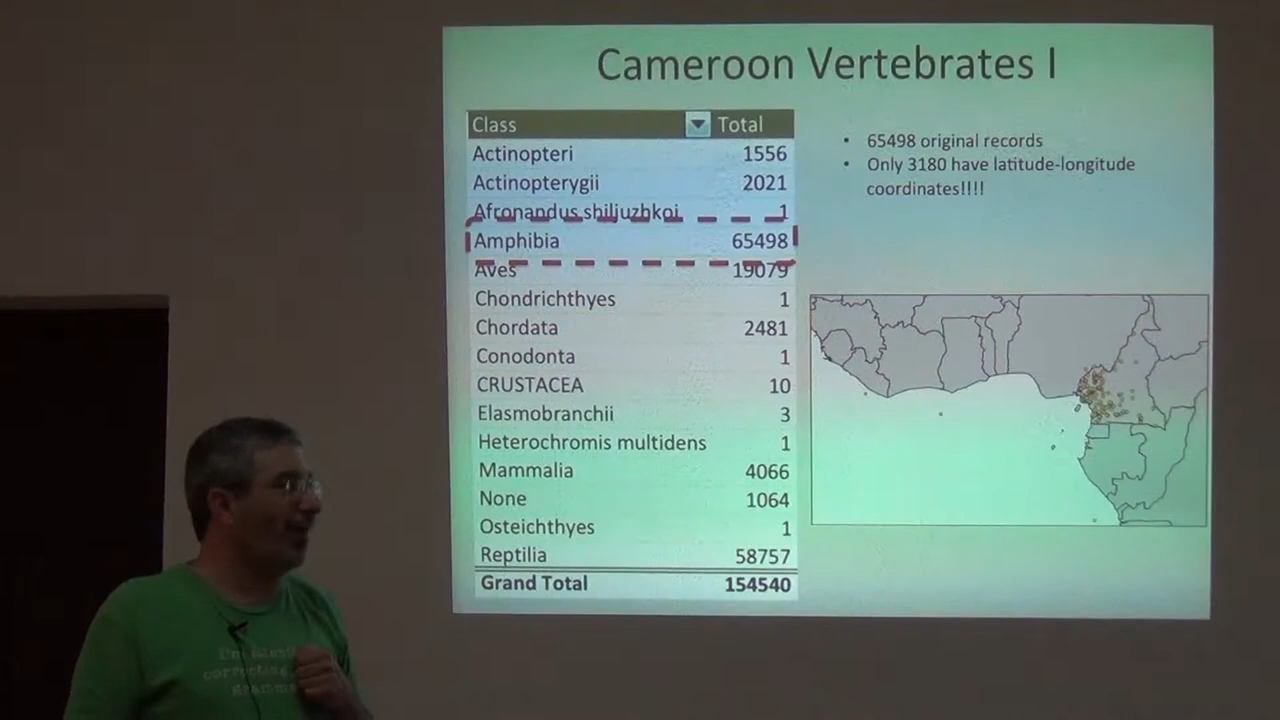 Cameroon Vertebrates I
Class Total
Actinopteri 1556
Actinopterygii 2021
Afronandus shiljuzhkoi 1
Amphibia 65498
Aves 19079
Chondrichthyes 1
Chordata 2481
Conodonta 1
CRUSTACEA 10
Elasmobranchii 3
Heterochromis multidens 1
Mammalia 4066
None 1064
Osteichthyes 1
Reptilia 58757
Grand Total 154540
• 65498 original records
• Only 3180 have latitude-longitude
coordinates!!!!
I'm
correcting